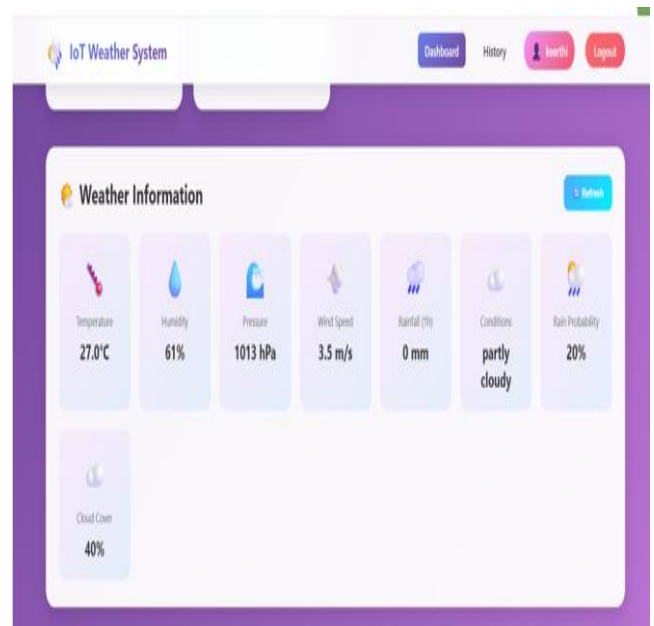 IoT Weather System
Dashboard
History
keerthi
Logout
Weather Information
Refresh
Temperature
27.0°C
Humidity
61%
Pressure
1013 hPa
Wind Speed
3.5 m/s
Rainfall (1h)
0 mm
Conditions
partly
cloudy
Rain Probability
20%
Cloud Cover
40%